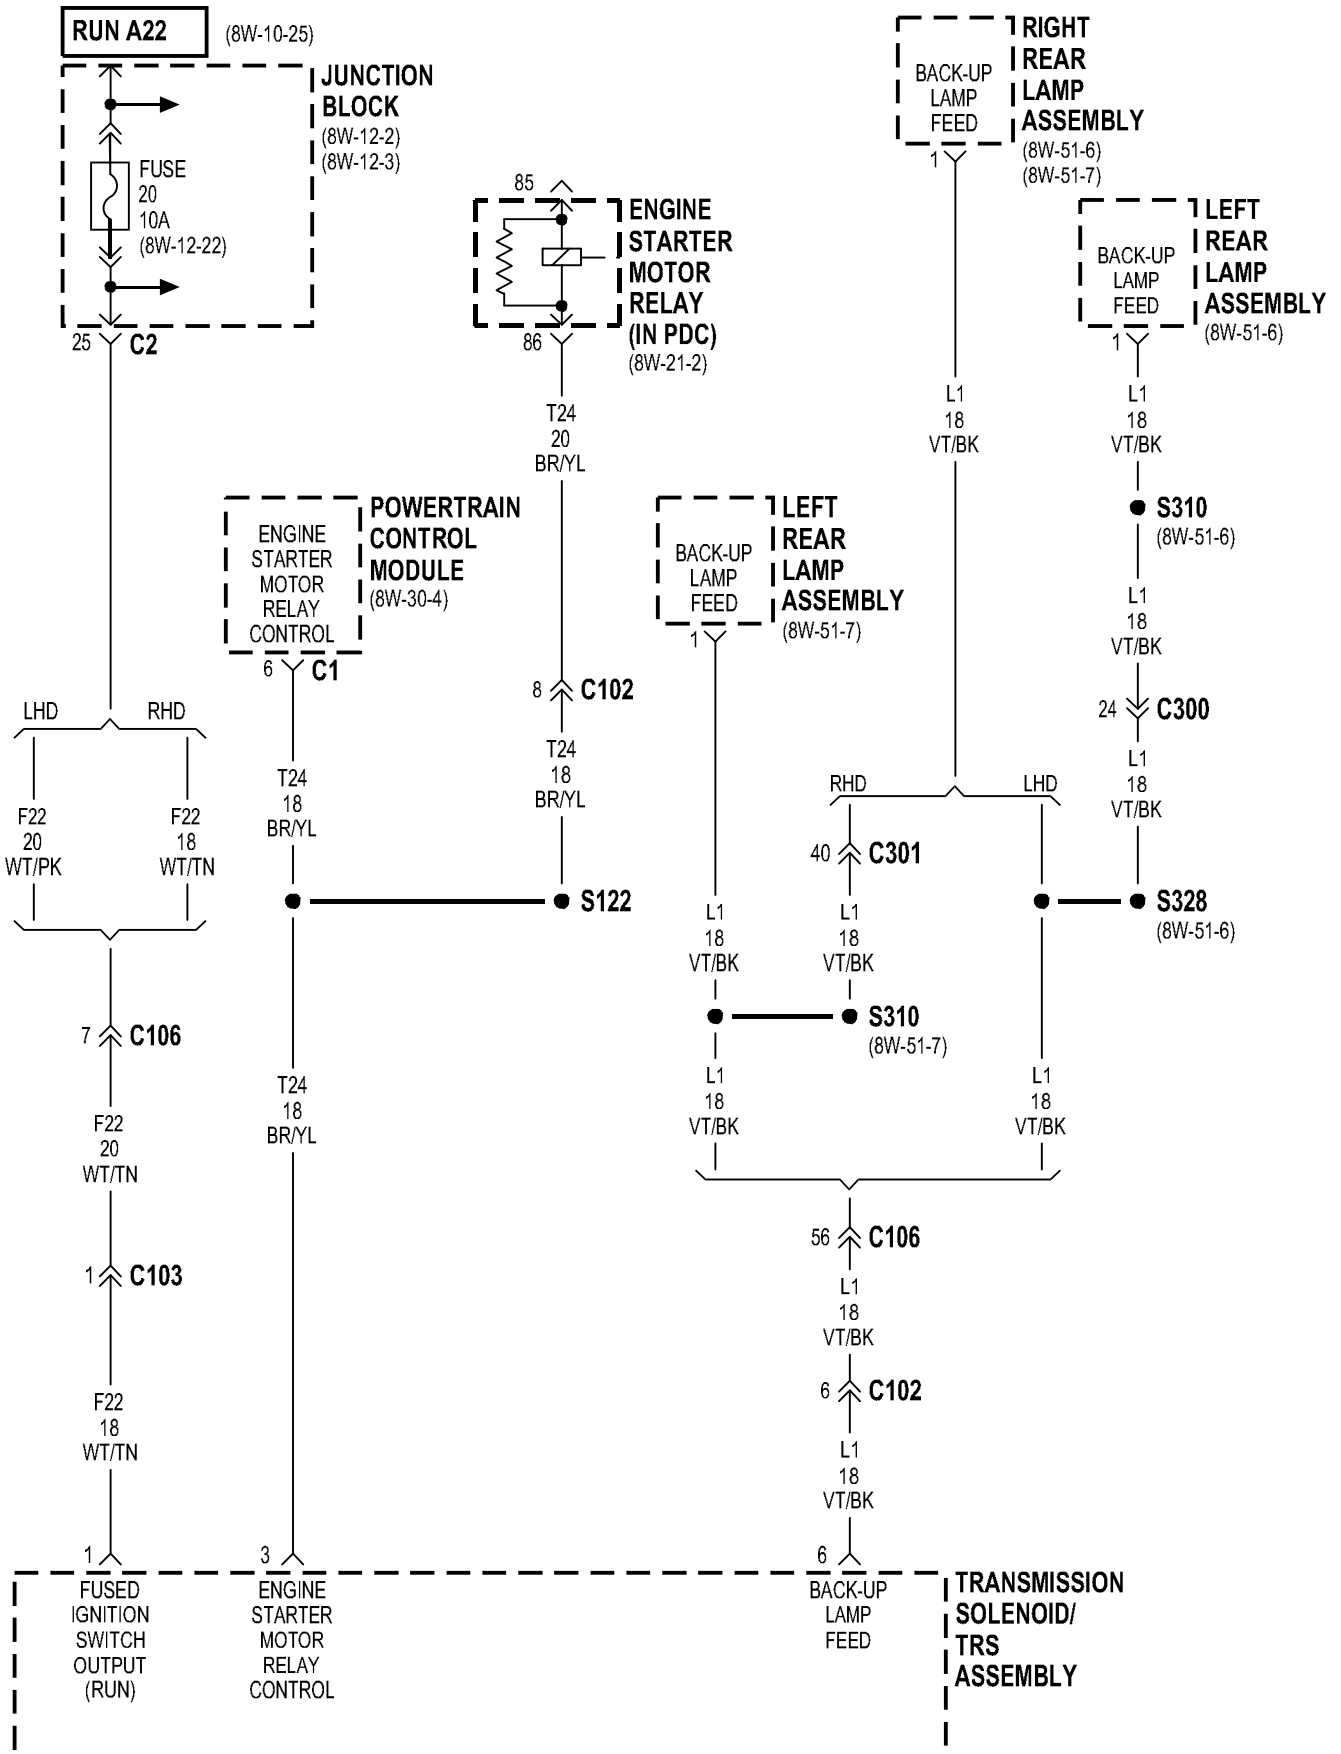 RUN A22
(8W-10-25)
JUNCTION
BLOCK
(8W-12-2)
(8W-12-3)
FUSE
20
10A
(8W-12-22)
25
C2
85
ENGINE
STARTER
MOTOR
RELAY
(IN PDC)
(8W-21-2)
86
T24
20
BR/YL
BACK-UP
LAMP
FEED
RIGHT
REAR
LAMP
ASSEMBLY
(8W-51-6)
(8W-51-7)
1
L1
18
VT/BK
BACK-UP
LAMP
FEED
LEFT
REAR
LAMP
ASSEMBLY
(8W-51-6)
1
L1
18
VT/BK
S310
(8W-51-6)
L1
18
VT/BK
24
C300
L1
18
VT/BK
ENGINE
STARTER
MOTOR
RELAY
CONTROL
POWERTRAIN
CONTROL
MODULE
(8W-30-4)
6
C1
T24
18
BR/YL
8
C102
T24
18
BR/YL
S122
BACK-UP
LAMP
FEED
LEFT
REAR
LAMP
ASSEMBLY
(8W-51-7)
1
LHD
RHD
F22
20
WT/PK
F22
18
WT/TN
RHD
LHD
40
C301
S328
(8W-51-6)
L1
18
VT/BK
L1
18
VT/BK
S310
(8W-51-7)
7
C106
F22
20
WT/TN
T24
18
BR/YL
L1
18
VT/BK
L1
18
VT/BK
56
C106
1
C103
L1
18
VT/BK
6
C102
F22
18
WT/TN
L1
18
VT/BK
1
3
6
FUSED
IGNITION
SWITCH
OUTPUT
(RUN)
ENGINE
STARTER
MOTOR
RELAY
CONTROL
BACK-UP
LAMP
FEED
TRANSMISSION
SOLENOID/
TRS
ASSEMBLY